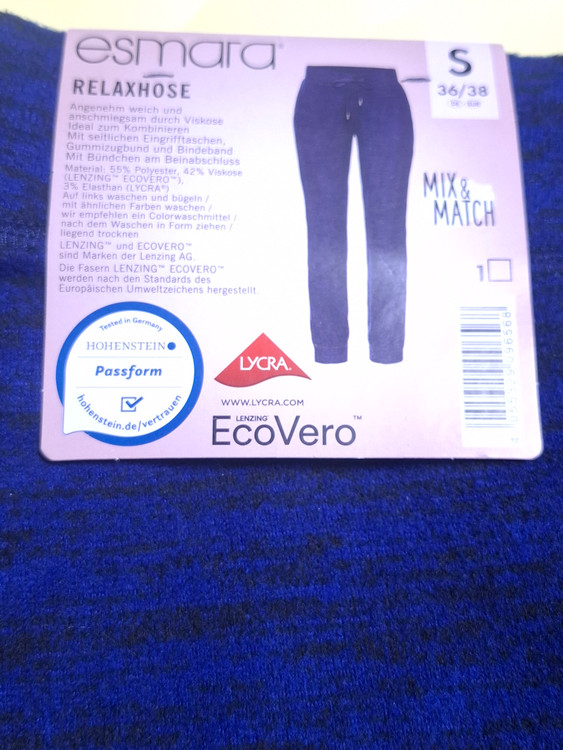 esmara®
RELAXHOSE
Angenehm weich und
anschmiegsam durch Viskose
Ideal zum Kombinieren
Mit seitlichen Eingrifftaschen,
Gummizugbund und Bindeband
Mit Bündchen am Beinabschluss
Material: 55% Polyester, 42% Viskose
(LENZING™ ECOVERO™),
3% Elasthan (LYCRA®)
Auf links waschen und bügeln /
mit ähnlichen Farben waschen /
wir empfehlen ein Colorwaschmittel /
nach dem Waschen in Form ziehen /
liegend trocknen
LENZING™ und ECOVERO™
sind Marken der Lenzing AG.
Die Fasern LENZING™ ECOVERO™
werden nach den Standards des
Europäischen Umweltzeichens hergestellt.
S
36/38
MIX &
MATCH
1
Tested in Germany
HOHENSTEIN
Passform
hohenstein.de/vertrauen
LYCRA®
WWW.LYCRA.COM
LENZING™
EcoVero™